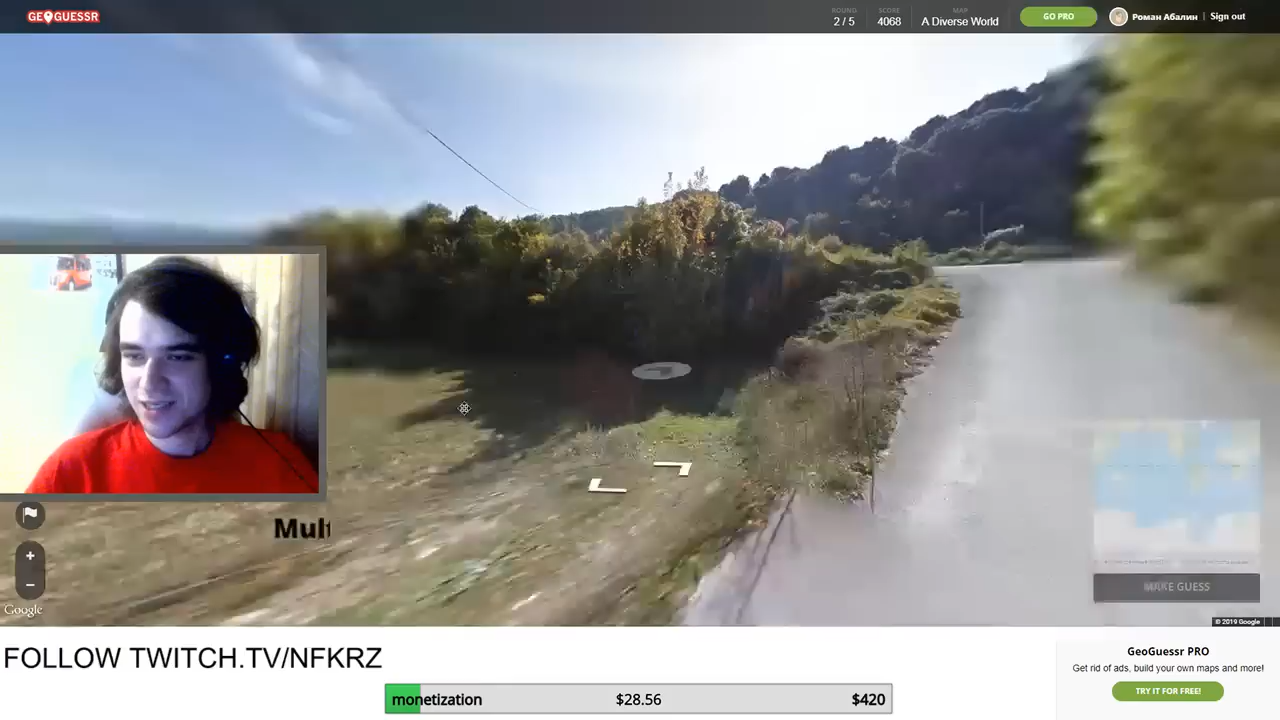 GEOGUESSR
ROUND
2 / 5
SCORE
4068
MAP
A Diverse World
GO PRO
Роман Абалин
Sign out
Mult
MAKE GUESS
Google
© 2019 Google
FOLLOW TWITCH.TV/NFKRZ
monetization $28.56 $420
GeoGuessr PRO
Get rid of ads, build your own maps and more!
TRY IT FOR FREE!